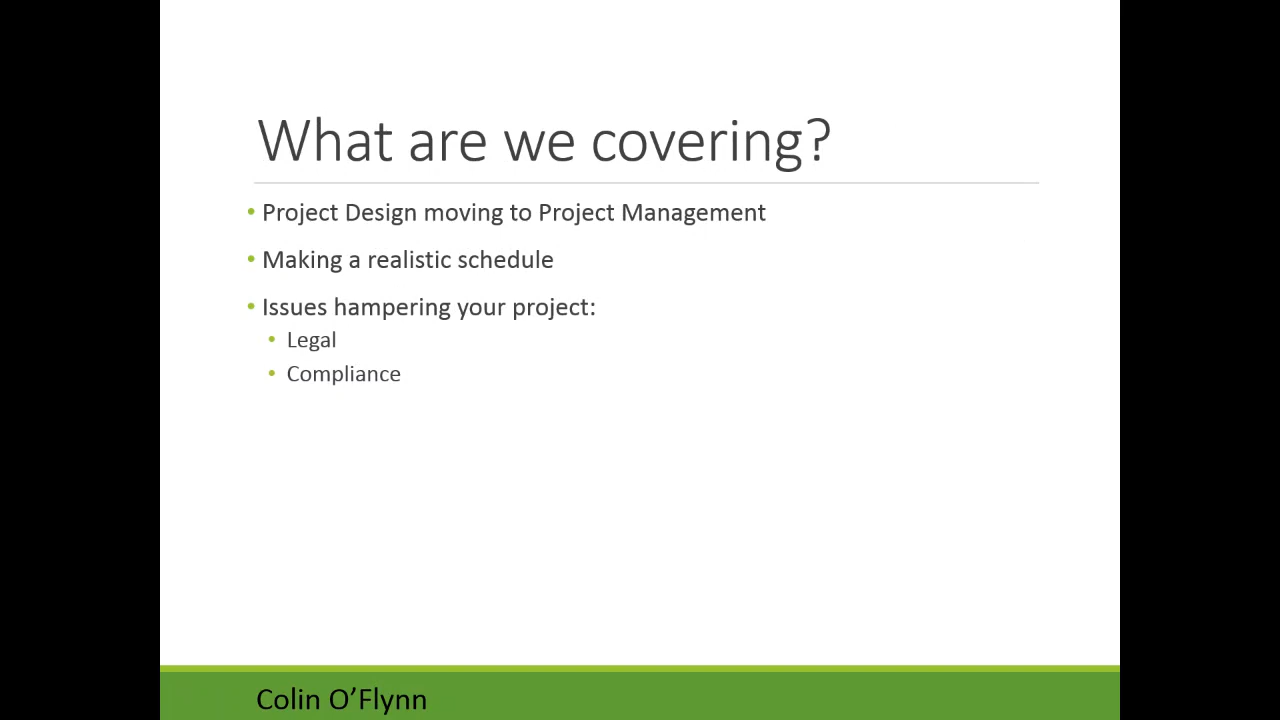 What are we covering?
• Project Design moving to Project Management
• Making a realistic schedule
• Issues hampering your project:
• Legal
• Compliance
Colin O’Flynn